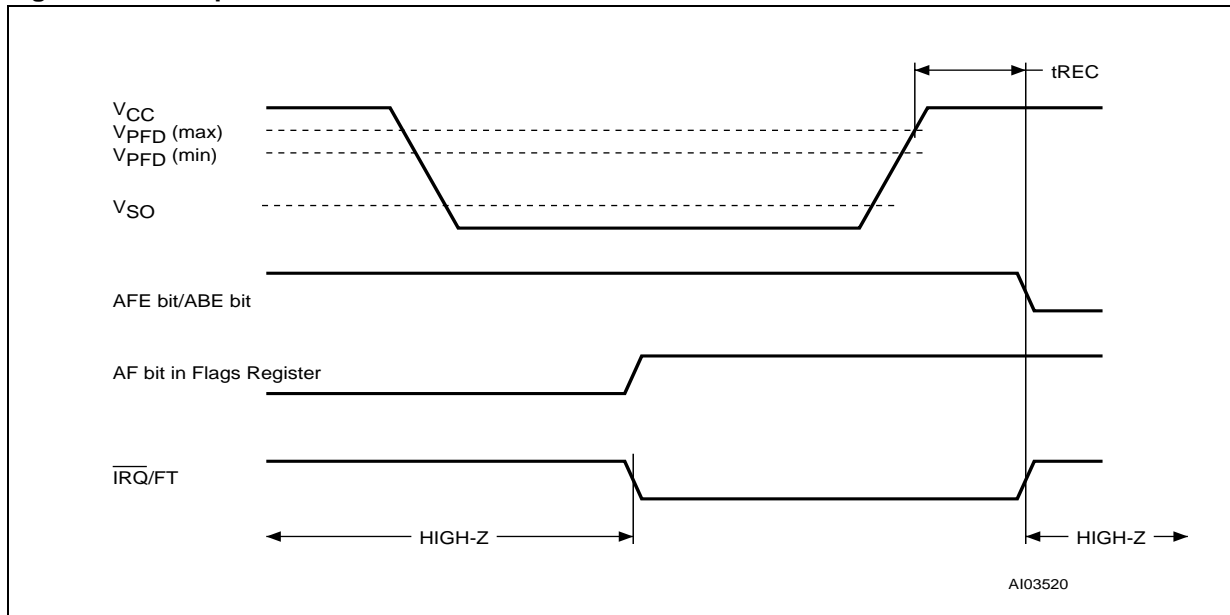 tREC
VCC
VPFD (max)
VPFD (min)
VSO
AFE bit/ABE bit
AF bit in Flags Register
IRQ/FT
HIGH-Z
HIGH-Z
AI03520